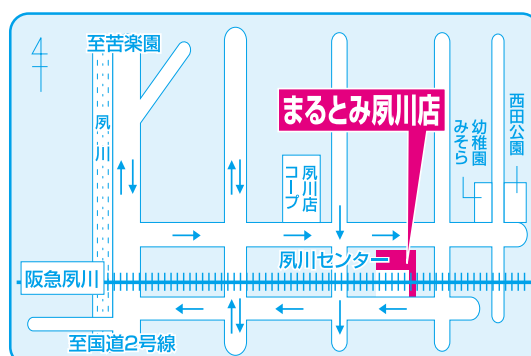 至苦楽園
夙川
まるとみ夙川店
コープ
夙川店
みそら
幼稚園
西田公園
夙川センター
阪急夙川
至国道2号線